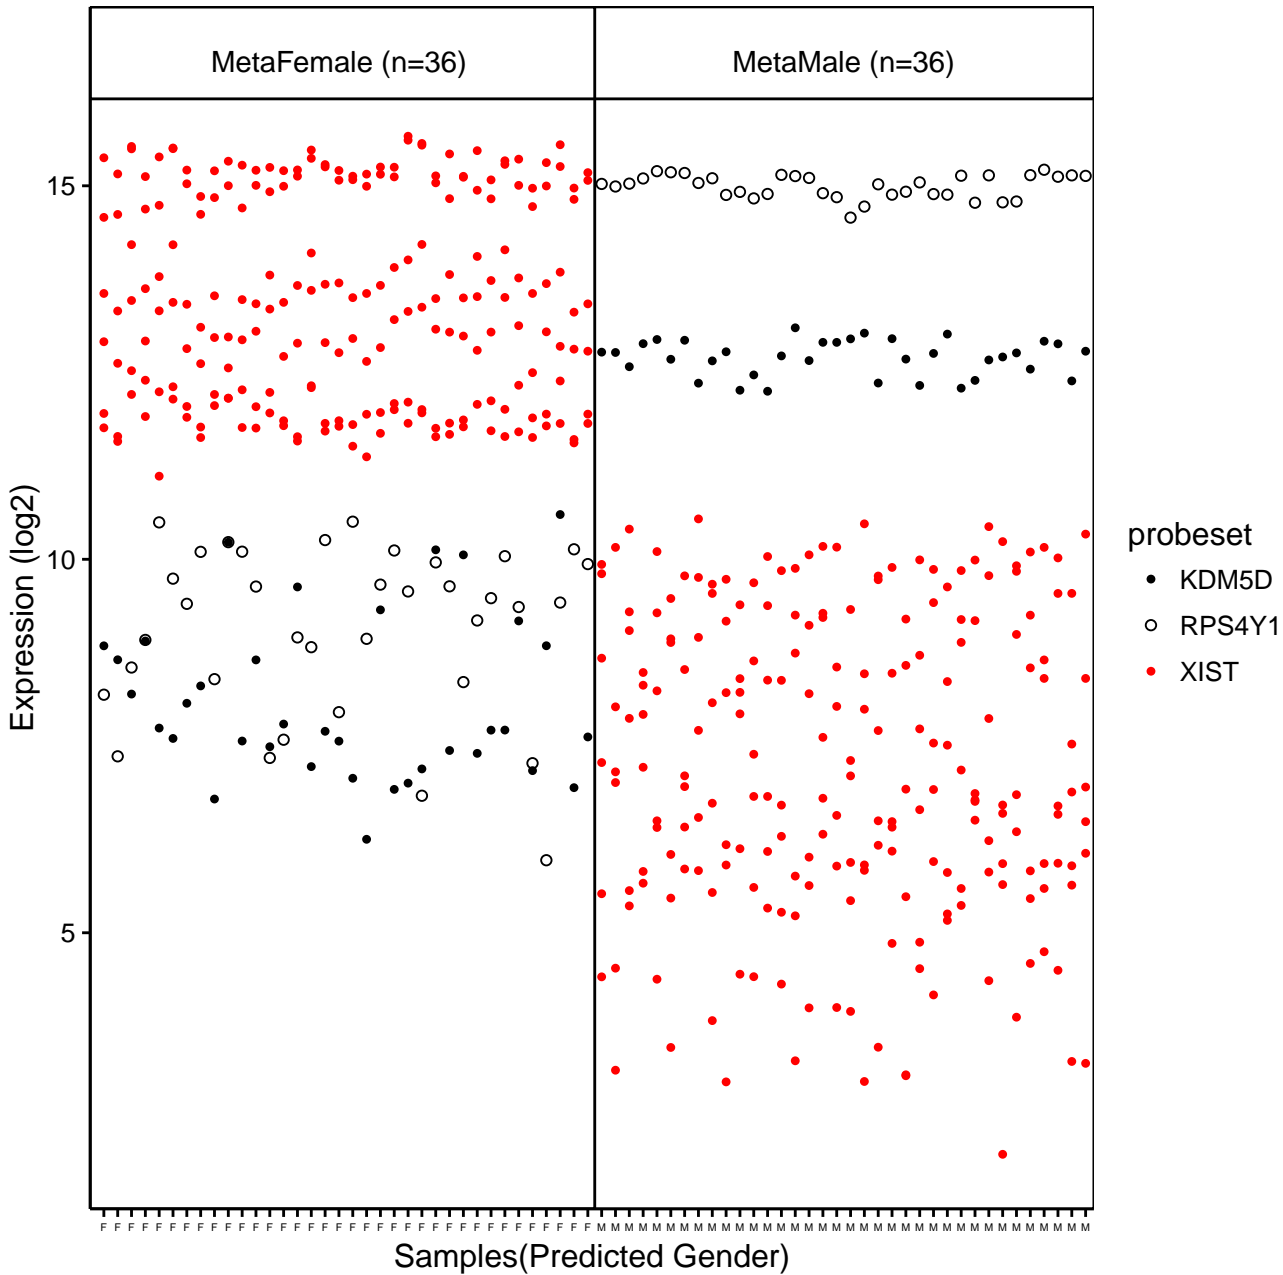 MetaFemale (n=36)
MetaMale (n=36)
15
10
5
Expression (log2)
F F F F F F F F F F F F F F F F F F F F F F F F F F F F F F F F F F F F M M M M M M M M M M M M M M M M M M M M M M M M M M M M M M M M M M M M
Samples(Predicted Gender)
probeset
KDM5D
RPS4Y1
XIST